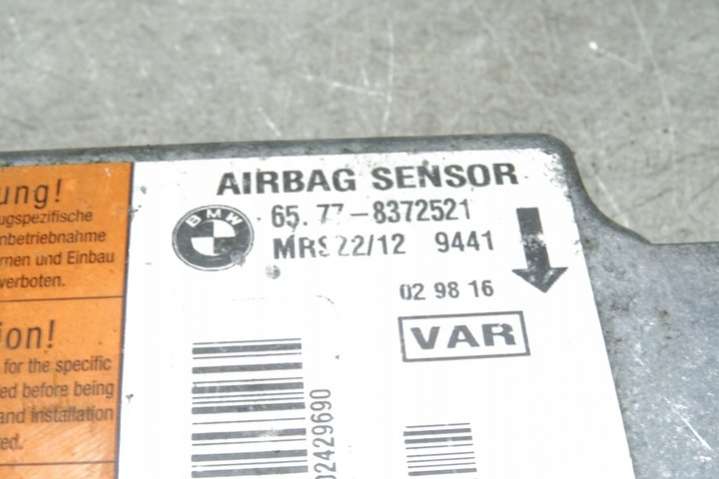 ung!
ugspezifische
nbetriebnahme
rnen und Einbau
verboten.
ion!
for the specific
ed before being
and installation
red.
AIRBAG SENSOR
BMW
65.77-8372521
MRS22/12 9441
02 98 16
VAR
02429690